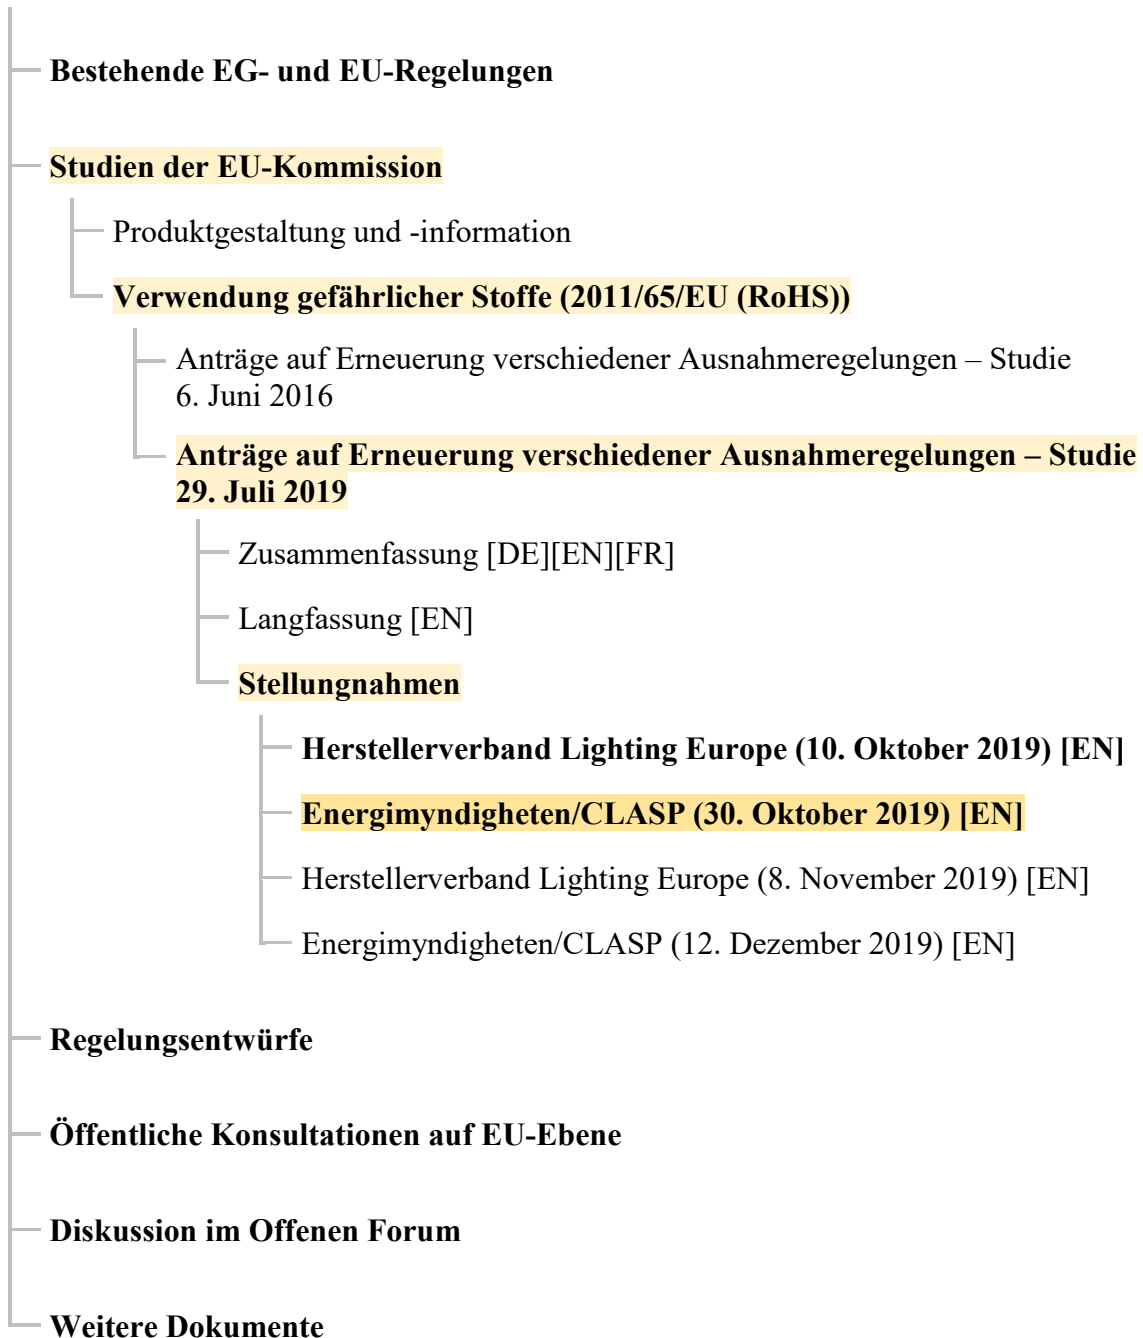 Bestehende EG- und EU-Regelungen
Studien der EU-Kommission
Produktgestaltung und -information
Verwendung gefährlicher Stoffe (2011/65/EU (RoHS))
Anträge auf Erneuerung verschiedener Ausnahmeregelungen – Studie
6. Juni 2016
Anträge auf Erneuerung verschiedener Ausnahmeregelungen – Studie
29. Juli 2019
Zusammenfassung [DE][EN][FR]
Langfassung [EN]
Stellungnahmen
Herstellerverband Lighting Europe (10. Oktober 2019) [EN]
Energimyndigheten/CLASP (30. Oktober 2019) [EN]
Herstellerverband Lighting Europe (8. November 2019) [EN]
Energimyndigheten/CLASP (12. Dezember 2019) [EN]
Regelungsentwürfe
Öffentliche Konsultationen auf EU-Ebene
Diskussion im Offenen Forum
Weitere Dokumente